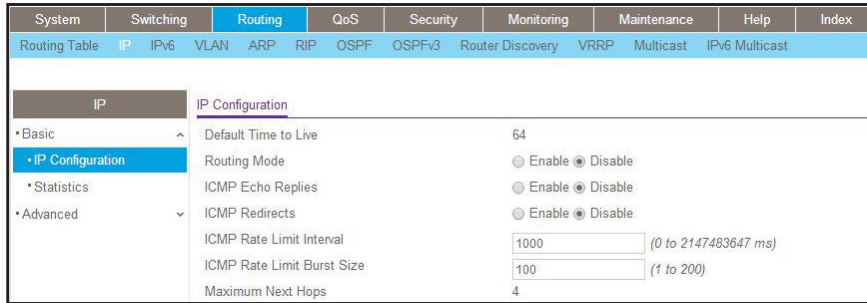 System Switching Routing QoS Security Monitoring Maintenance Help Index
Routing Table IP IPv6 VLAN ARP RIP OSPF OSPFv3 Router Discovery VRRP Multicast IPv6 Multicast
IP
• Basic
• IP Configuration
• Statistics
• Advanced
IP Configuration
Default Time to Live 64
Routing Mode Enable Disable
ICMP Echo Replies Enable Disable
ICMP Redirects Enable Disable
ICMP Rate Limit Interval 1000 (0 to 2147483647 ms)
ICMP Rate Limit Burst Size 100 (1 to 200)
Maximum Next Hops 4